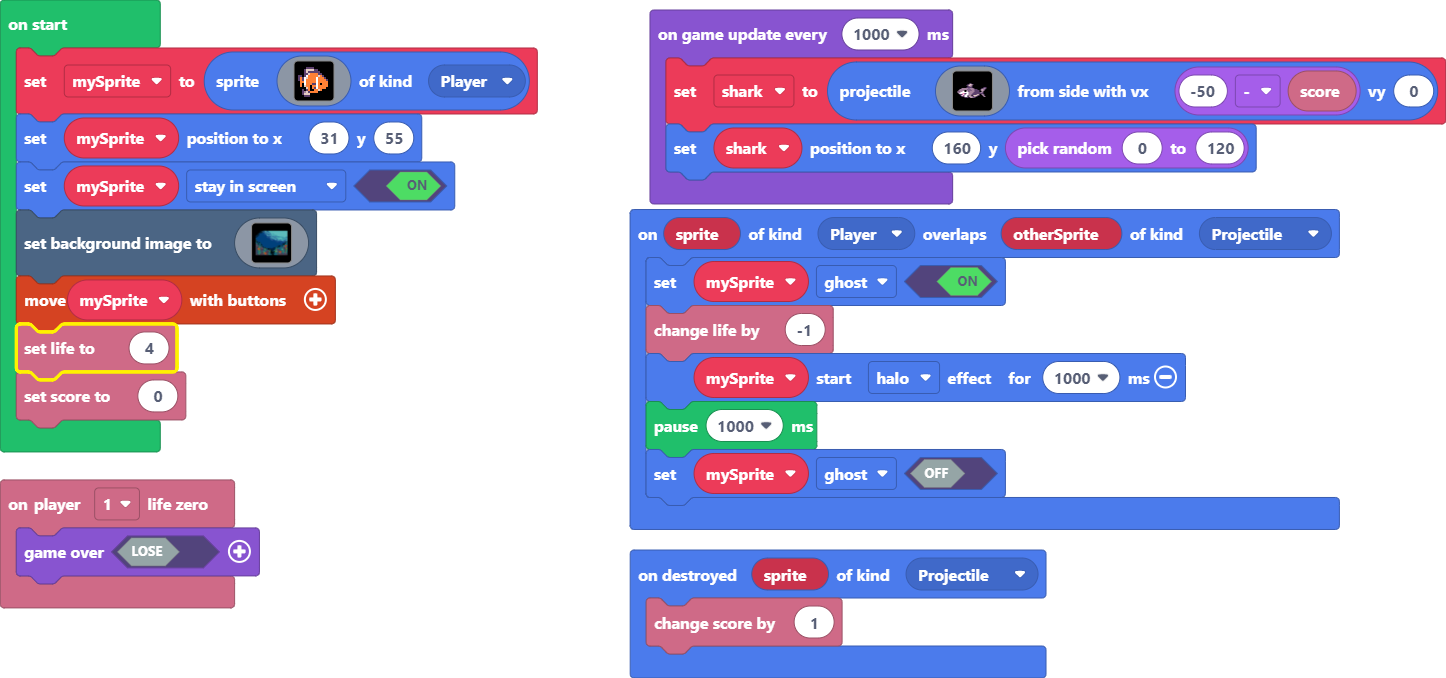 on start
set mySprite to sprite of kind Player
set mySprite position to x 31 y 55
set mySprite stay in screen ON
set background image to
move mySprite with buttons
set life to 4
set score to 0
on player 1 life zero
game over LOSE
on game update every 1000 ms
set shark to projectile from side with vx -50 - score vy 0
set shark position to x 160 y pick random 0 to 120
on sprite of kind Player overlaps otherSprite of kind Projectile
set mySprite ghost ON
change life by -1
mySprite start halo effect for 1000 ms
pause 1000 ms
set mySprite ghost OFF
on destroyed sprite of kind Projectile
change score by 1